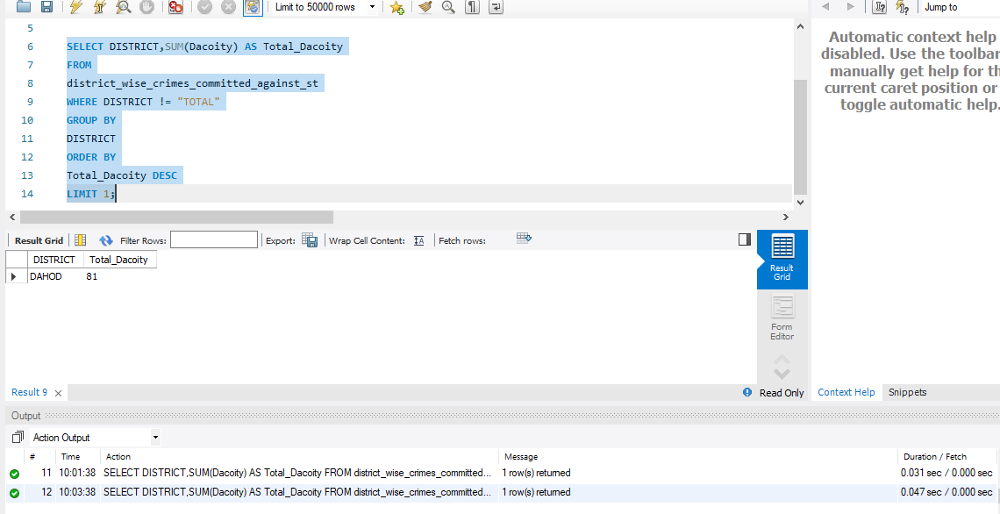 Limit to 50000 rows
Jump to
5
6 SELECT DISTRICT,SUM(Dacoity) AS Total_Dacoity
7 FROM
8 district_wise_crimes_committed_against_st
9 WHERE DISTRICT != "TOTAL"
10 GROUP BY
11 DISTRICT
12 ORDER BY
13 Total_Dacoity DESC
14 LIMIT 1;
Automatic context help
disabled. Use the toolbar
manually get help for th
current caret position or
toggle automatic help.
Result Grid Filter Rows: Export: Wrap Cell Content: IA Fetch rows:
DISTRICT Total_Dacoity
DAHOD 81
Result
Grid
Form
Editor
Result 9
Read Only
Context Help Snippets
Output
Action Output
# Time Action Message Duration / Fetch
11 10:01:38 SELECT DISTRICT,SUM(Dacoity) AS Total_Dacoity FROM district_wise_crimes_committed... 1 row(s) returned 0.031 sec / 0.000 sec
12 10:03:38 SELECT DISTRICT,SUM(Dacoity) AS Total_Dacoity FROM district_wise_crimes_committed... 1 row(s) returned 0.047 sec / 0.000 sec